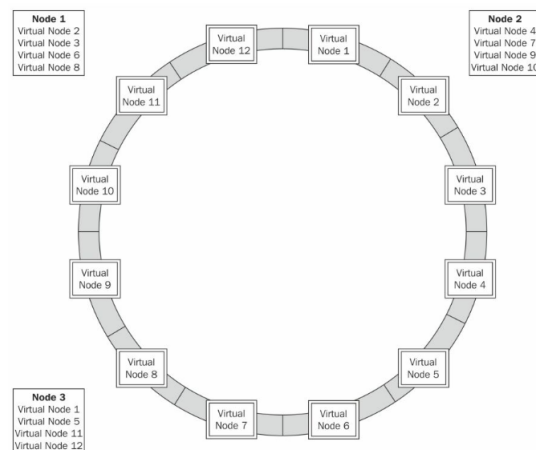 Node 1
Virtual Node 2
Virtual Node 3
Virtual Node 6
Virtual Node 8
Node 2
Virtual Node 4
Virtual Node 7
Virtual Node 9
Virtual Node 10
Virtual
Node 12
Virtual
Node 1
Virtual
Node 11
Virtual
Node 2
Virtual
Node 10
Virtual
Node 3
Virtual
Node 9
Virtual
Node 4
Virtual
Node 8
Virtual
Node 5
Virtual
Node 7
Virtual
Node 6
Node 3
Virtual Node 1
Virtual Node 5
Virtual Node 11
Virtual Node 12